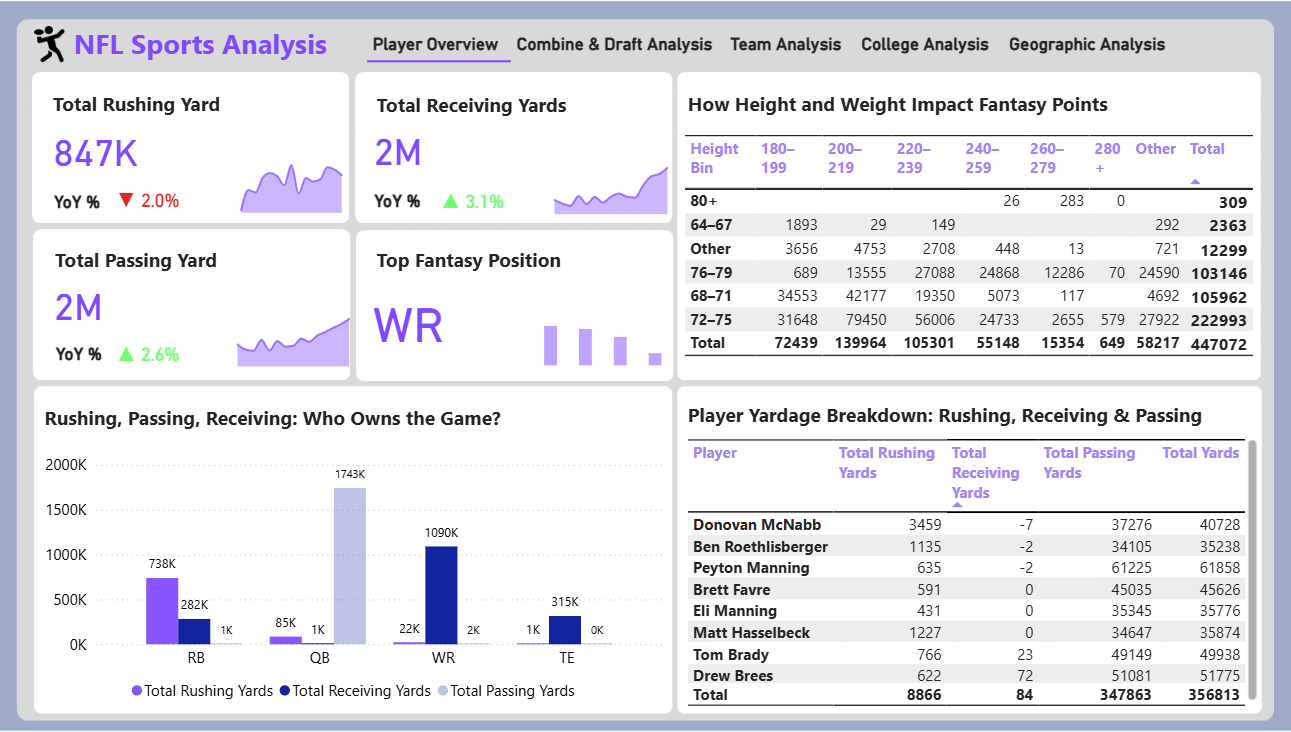 NFL Sports Analysis
Player Overview Combine & Draft Analysis Team Analysis College Analysis Geographic Analysis
Total Rushing Yard
847K
YoY % ▼ 2.0%
Total Receiving Yards
2M
YoY % ▲ 3.1%
Total Passing Yard
2M
YoY % ▲ 2.6%
Top Fantasy Position
WR
How Height and Weight Impact Fantasy Points
Height Bin 180–199 200–219 220–239 240–259 260–279 280+ Other Total
80+ 26 283 0 309
64–67 1893 29 149 292 2363
Other 3656 4753 2708 448 13 721 12299
76–79 689 13555 27088 24868 12286 70 24590 103146
68–71 34553 42177 19350 5073 117 4692 105962
72–75 31648 79450 56006 24733 2655 579 27922 222993
Total 72439 139964 105301 55148 15354 649 58217 447072
Rushing, Passing, Receiving: Who Owns the Game?
2000K
1500K
1000K
500K
0K
738K 282K 1K
85K 1K 1743K
22K 1090K 2K
1K 315K 0K
RB QB WR TE
Total Rushing Yards Total Receiving Yards Total Passing Yards
Player Yardage Breakdown: Rushing, Receiving & Passing
Player Total Rushing Yards Total Receiving Yards Total Passing Yards Total Yards
Donovan McNabb 3459 -7 37276 40728
Ben Roethlisberger 1135 -2 34105 35238
Peyton Manning 635 -2 61225 61858
Brett Favre 591 0 45035 45626
Eli Manning 431 0 35345 35776
Matt Hasselbeck 1227 0 34647 35874
Tom Brady 766 23 49149 49938
Drew Brees 622 72 51081 51775
Total 8866 84 347863 356813